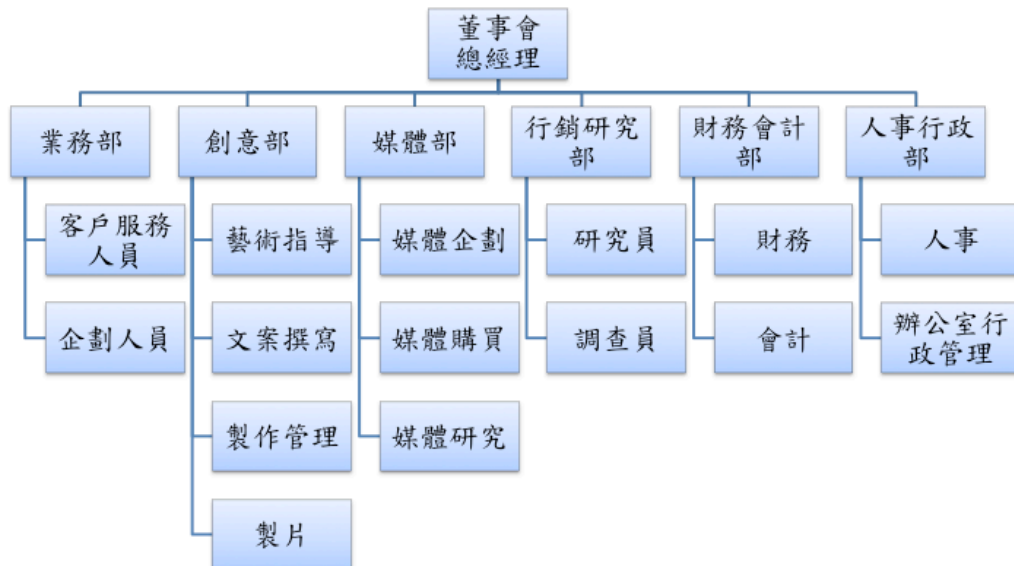 董事會
總經理
業務部
創意部
媒體部
行銷研究
部
財務會計
部
人事行政
部
客戶服務
人員
藝術指導
媒體企劃
研究員
財務
人事
企劃人員
文案撰寫
媒體購買
調查員
會計
辦公室行
政管理
製作管理
媒體研究
製片